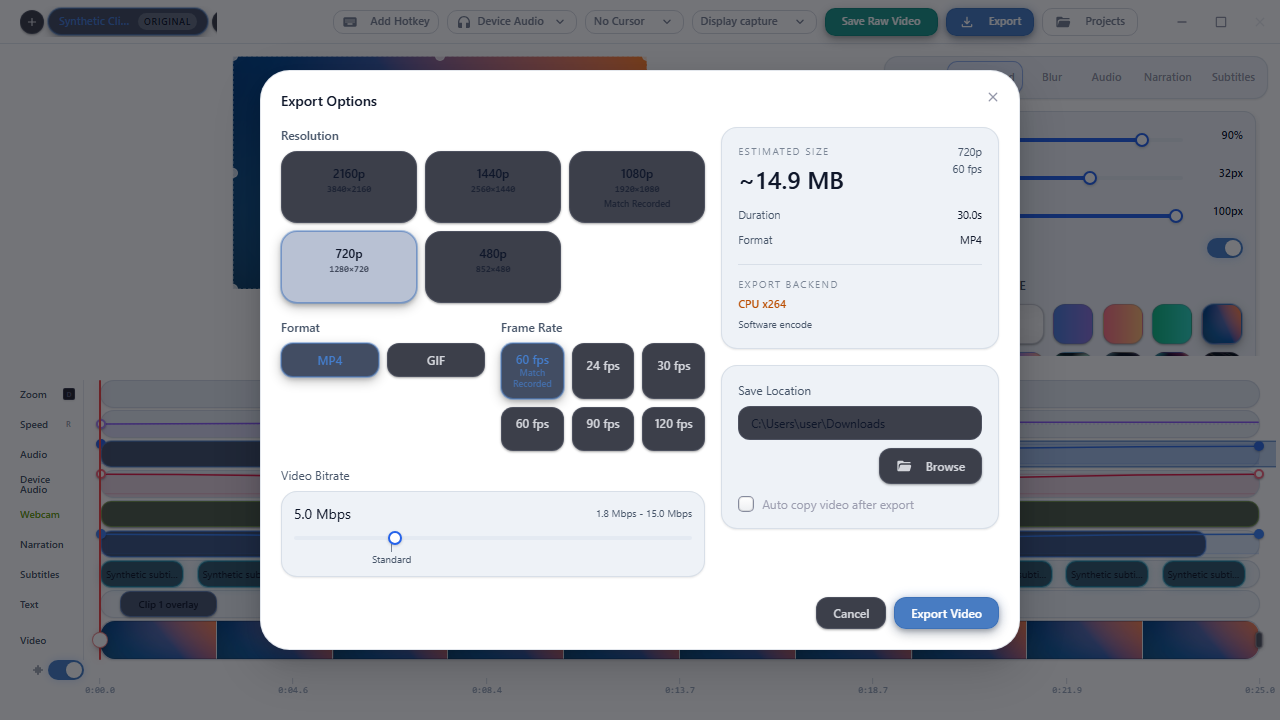 Synthetic Cli...
ORIGINAL
Add Hotkey
Device Audio
No Cursor
Display capture
Save Raw Video
Export
Projects
Blur
Audio
Narration
Subtitles
90%
32px
100px
Export Options
Resolution
2160p
3840×2160
1440p
2560×1440
1080p
1920×1080
Match Recorded
720p
1280×720
480p
852×480
Format
MP4
GIF
Frame Rate
60 fps
Match
Recorded
24 fps
30 fps
60 fps
90 fps
120 fps
Video Bitrate
5.0 Mbps
1.8 Mbps - 15.0 Mbps
Standard
ESTIMATED SIZE
720p
~14.9 MB
60 fps
Duration
30.0s
Format
MP4
EXPORT BACKEND
CPU x264
Software encode
Save Location
C:\Users\user\Downloads
Browse
Auto copy video after export
Cancel
Export Video
Zoom
Speed
Audio
Device
Audio
Webcam
Narration
Subtitles
Synthetic subti...
Synthetic subti...
Synthetic subti...
Text
Clip 1 overlay
Video
0:00.0
0:04.6
0:08.4
0:13.7
0:18.7
0:21.9
0:25.0